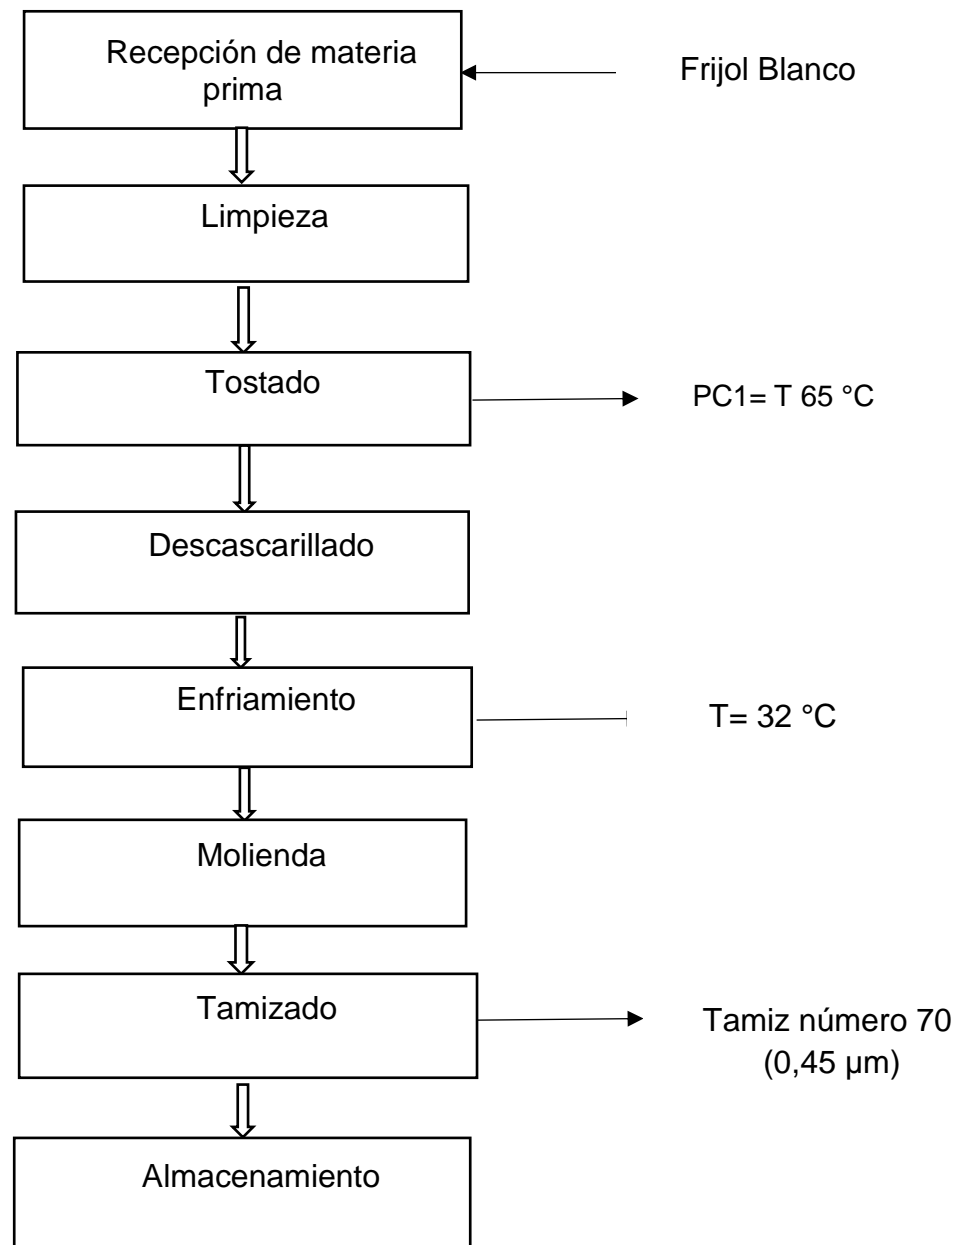 Recepción de materia
prima
Frijol Blanco
Limpieza
Tostado
PC1= T 65 °C
Descascarillado
Enfriamiento
T= 32 °C
Molienda
Tamizado
Tamiz número 70
(0,45 µm)
Almacenamiento